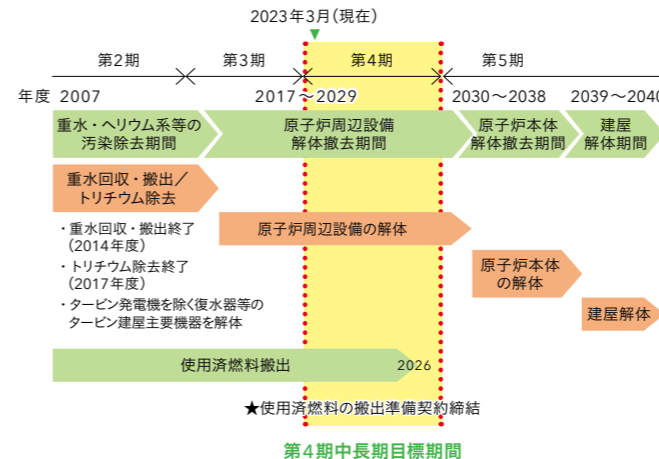 2023年3月(現在)
第2期
第3期
第4期
第5期
年度 2007
2017～2029
2030～2038
2039～2040
重水・ヘリウム系等の
汚染除去期間
原子炉周辺設備
解体撤去期間
原子炉本体
解体撤去期間
建屋
解体期間
重水回収・搬出／
トリチウム除去
・重水回収・搬出終了
(2014年度)
・トリチウム除去終了
(2017年度)
・タービン発電機を除く復水器等の
タービン建屋主要機器を解体
原子炉周辺設備の解体
原子炉本体
の解体
建屋解体
使用済燃料搬出
2026
★使用済燃料の搬出準備契約締結
第4期中長期目標期間